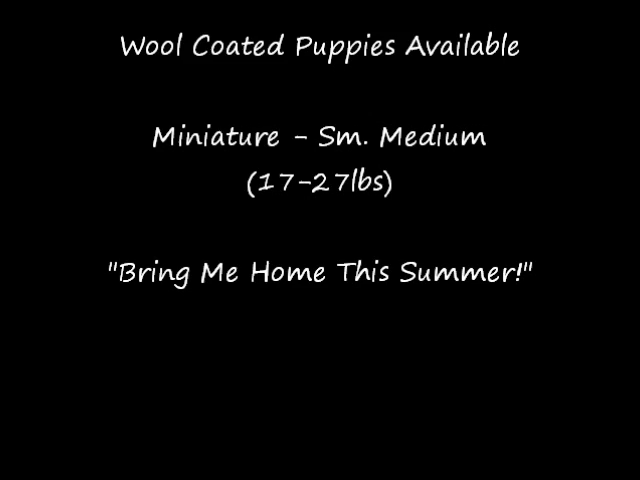 Wool Coated Puppies Available
Miniature - Sm. Medium
(17-27lbs)
"Bring Me Home This Summer!"